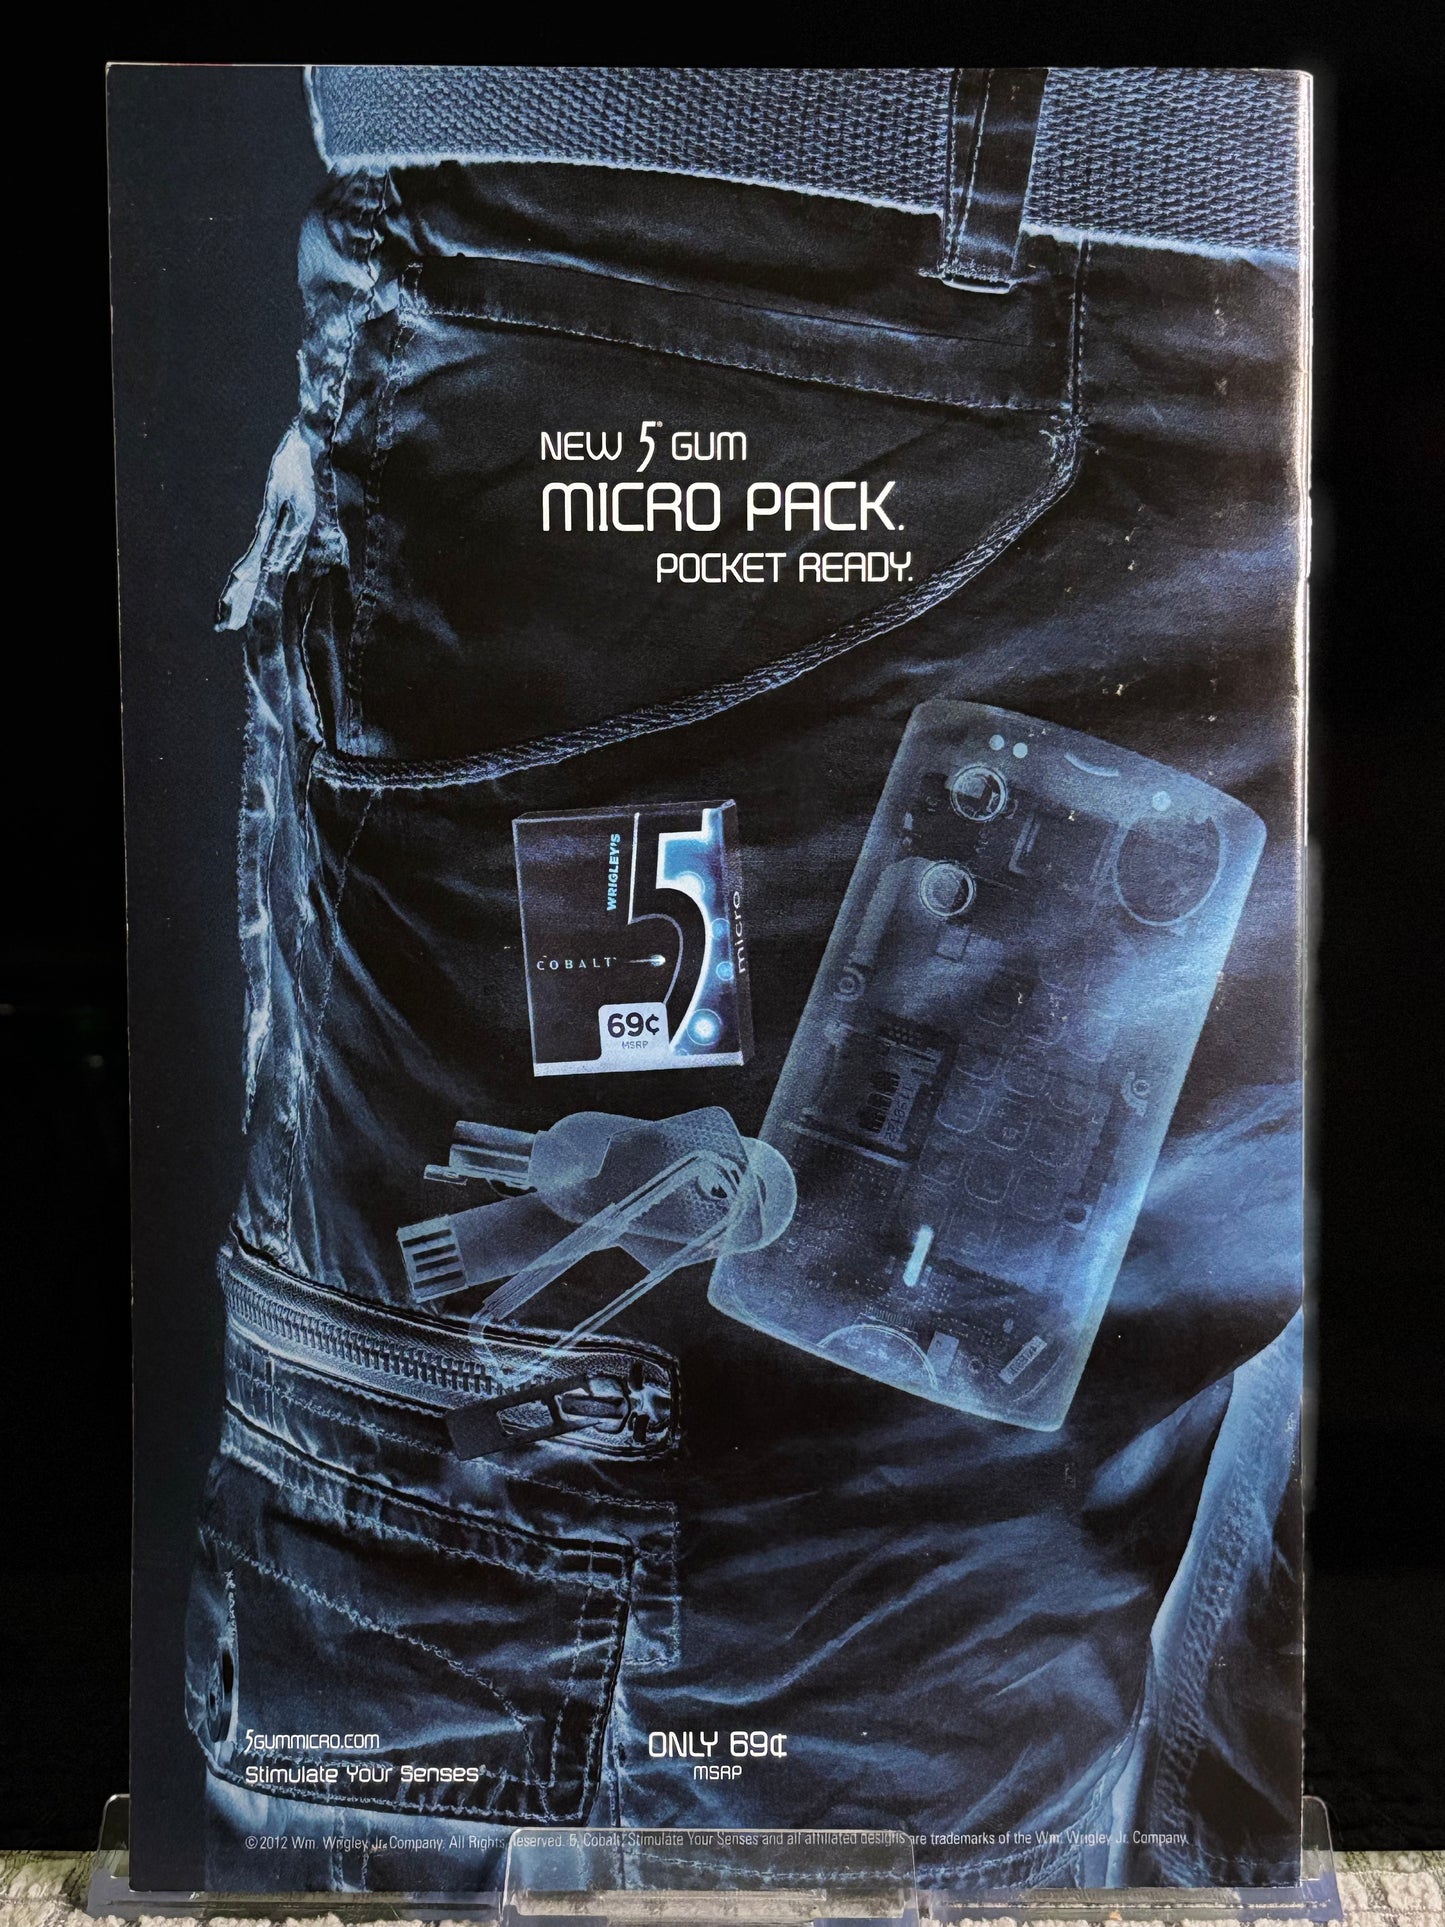 NEW 5® GUM
MICRO PACK.
POCKET READY.
WRIGLEY'S
5
COBALT™
micro
69¢
MSRP
5GUMMICRO.COM
Stimulate Your Senses®
ONLY 69¢
MSRP
© 2012 Wm. Wrigley Jr. Company. All Rights Reserved. 5, Cobalt, Stimulate Your Senses and all affiliated designs are trademarks of the Wm. Wrigley Jr. Company.